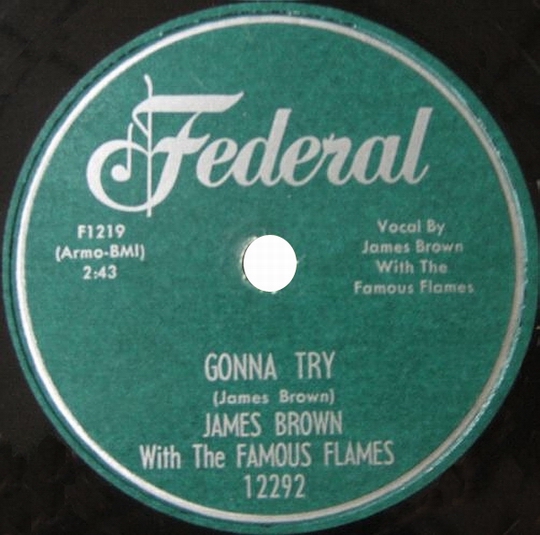 Federal
F1219
(Armo-BMI)
2:43
Vocal By
James Brown
With The
Famous Flames
GONNA TRY
(James Brown)
JAMES BROWN
With The FAMOUS FLAMES
12292